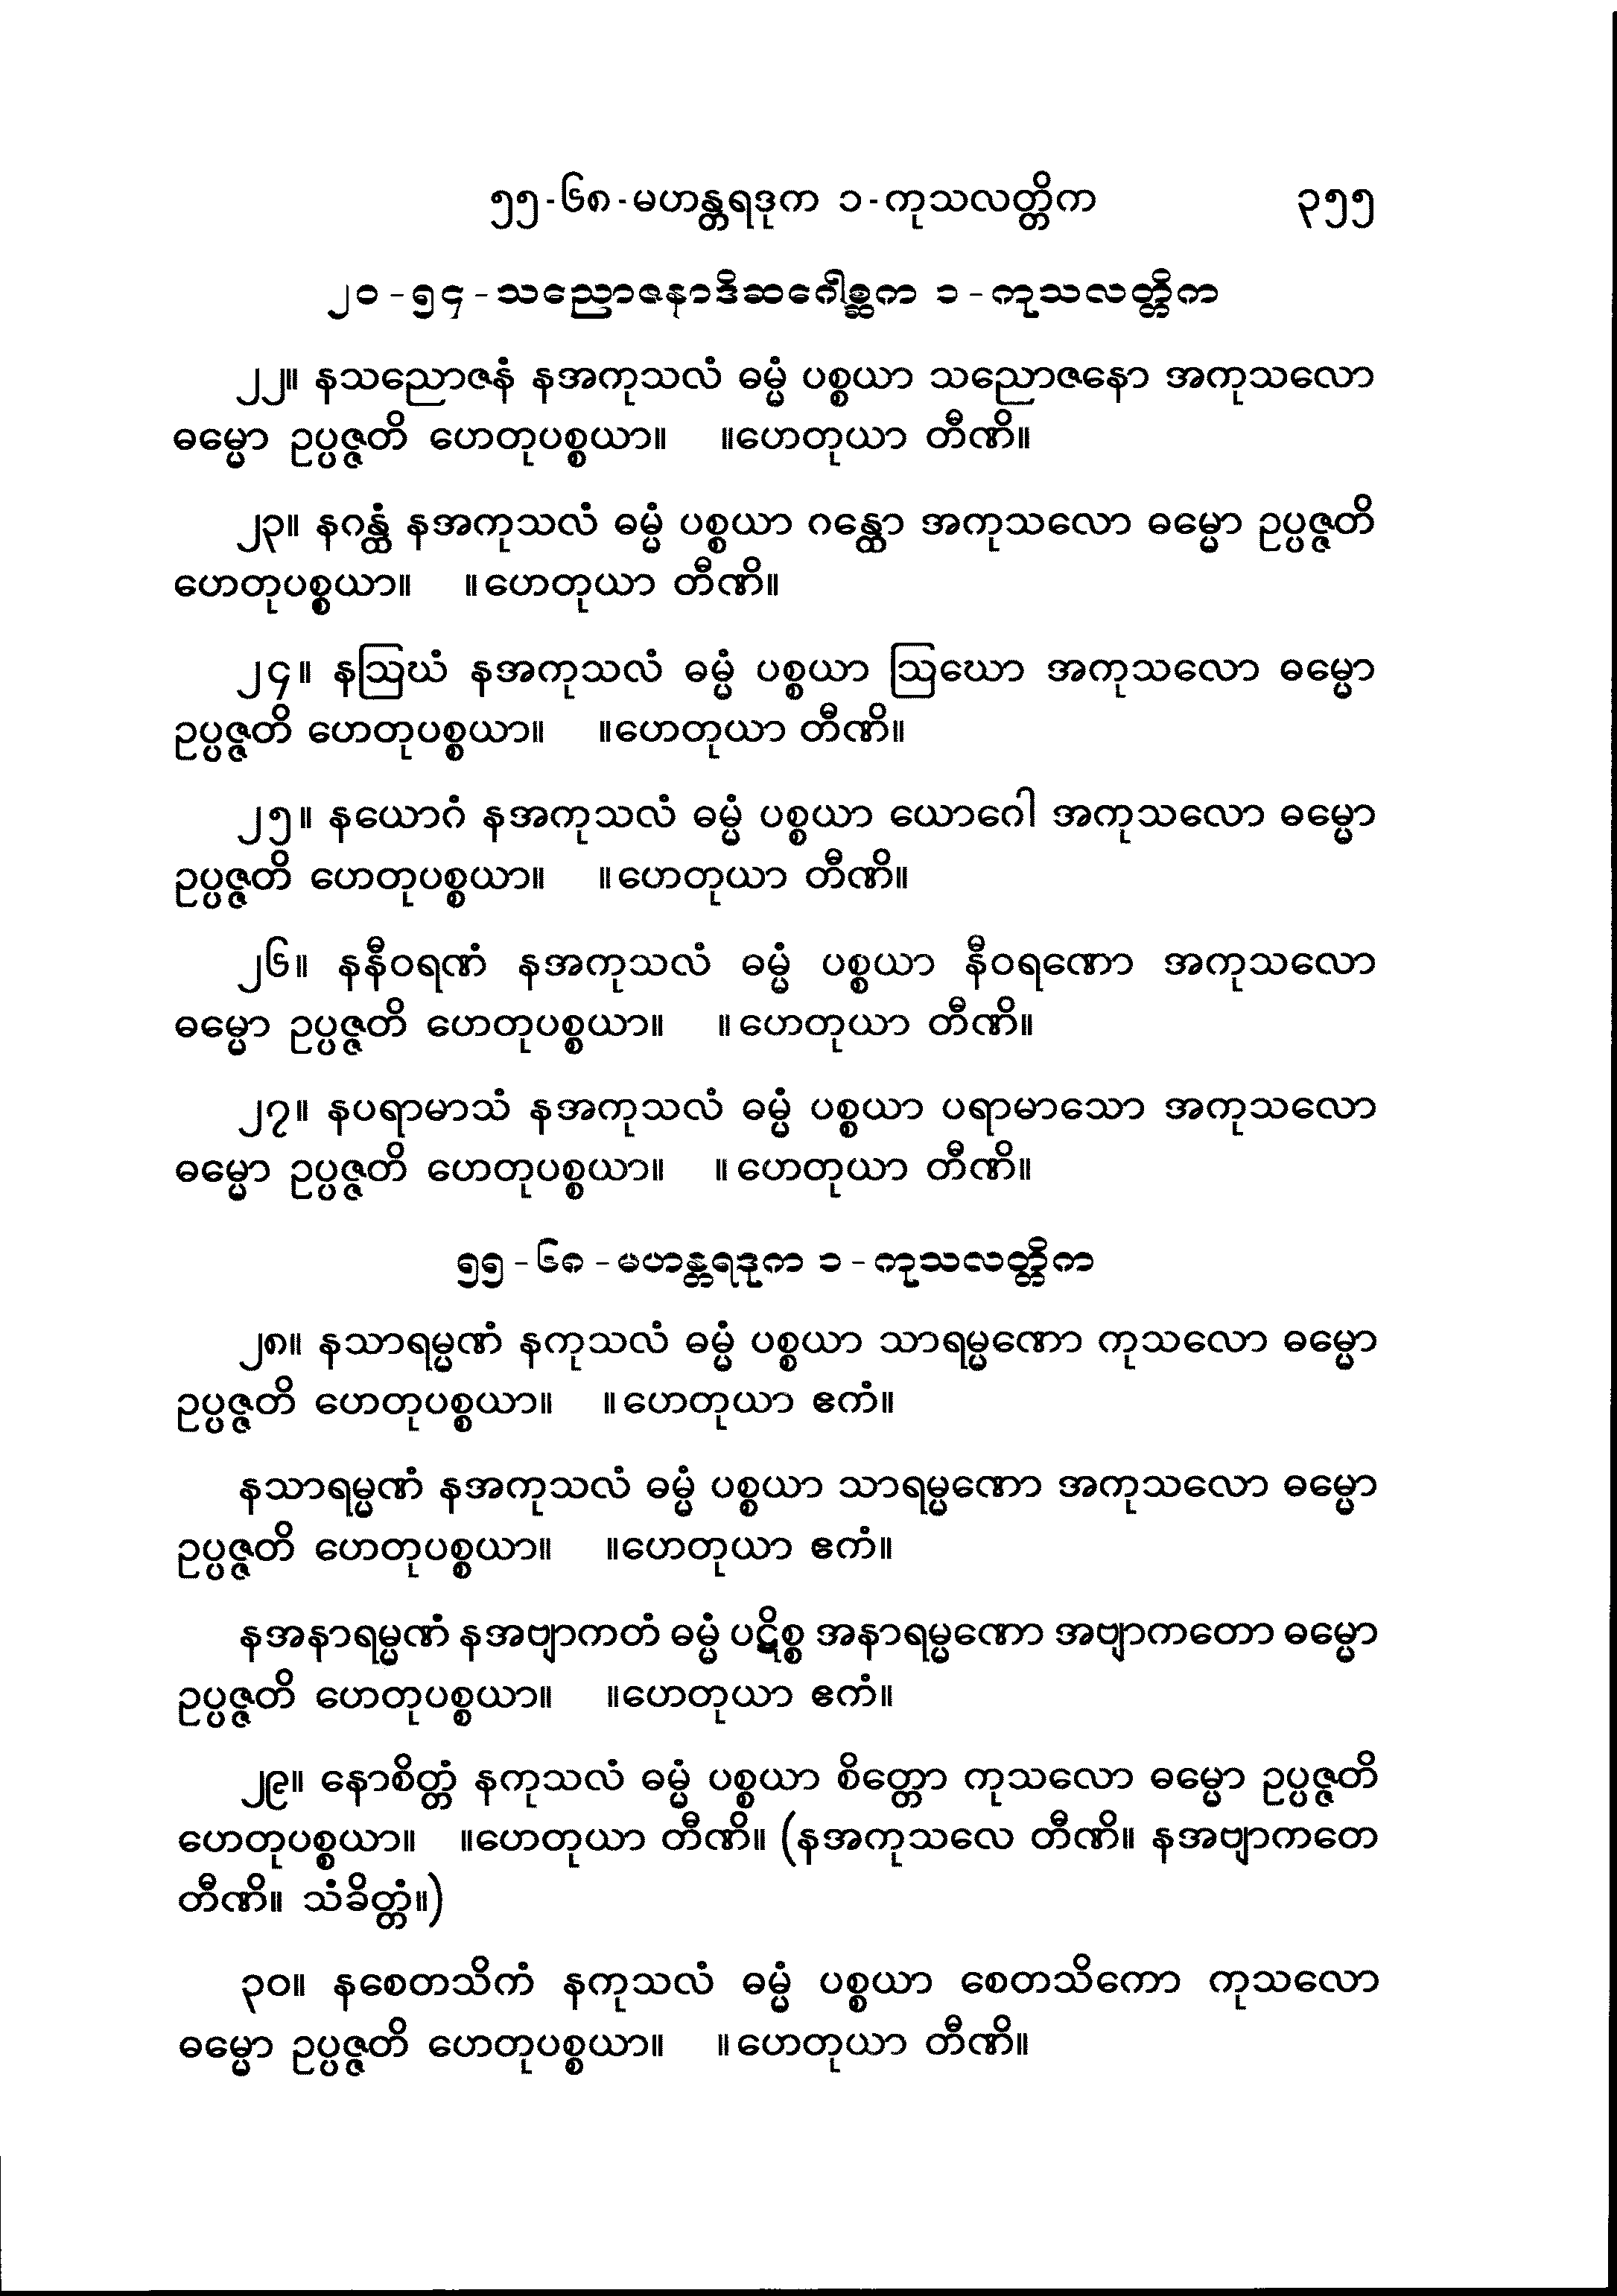 ၅၅-၆၈-မဟန္တရဒုက ၁-ကုသလတ္တိက ၃၅၅
၂၀-၅၄-သညောဇနာဒိဆဂေါစ္ဆက ၁-ကုသလတ္တိက
၂၂။ နသညောဇနံ နအကုသလံ ဓမ္မံ ပစ္စယာ သညောဇနော အကုသလော
ဓမ္မော ဥပ္ပဇ္ဇတိ ဟေတုပစ္စယာ။ ။ဟေတုယာ တီဏိ။
၂၃။ နဂန္ထံ နအကုသလံ ဓမ္မံ ပစ္စယာ ဂန္ထော အကုသလော ဓမ္မော ဥပ္ပဇ္ဇတိ
ဟေတုပစ္စယာ။ ။ဟေတုယာ တီဏိ။
၂၄။ နဩဃံ နအကုသလံ ဓမ္မံ ပစ္စယာ ဩဃော အကုသလော ဓမ္မော
ဥပ္ပဇ္ဇတိ ဟေတုပစ္စယာ။ ။ဟေတုယာ တီဏိ။
၂၅။ နယောဂံ နအကုသလံ ဓမ္မံ ပစ္စယာ ယောဂေါ အကုသလော ဓမ္မော
ဥပ္ပဇ္ဇတိ ဟေတုပစ္စယာ။ ။ဟေတုယာ တီဏိ။
၂၆။ နနီဝရဏံ နအကုသလံ ဓမ္မံ ပစ္စယာ နီဝရဏော အကုသလော
ဓမ္မော ဥပ္ပဇ္ဇတိ ဟေတုပစ္စယာ။ ။ဟေတုယာ တီဏိ။
၂၇။ နပရာမာသံ နအကုသလံ ဓမ္မံ ပစ္စယာ ပရာမာသော အကုသလော
ဓမ္မော ဥပ္ပဇ္ဇတိ ဟေတုပစ္စယာ။ ။ဟေတုယာ တီဏိ။
၅၅-၆၈-မဟန္တရဒုက ၁-ကုသလတ္တိက
၂၈။ နသာရမ္မဏံ နကုသလံ ဓမ္မံ ပစ္စယာ သာရမ္မဏော ကုသလော ဓမ္မော
ဥပ္ပဇ္ဇတိ ဟေတုပစ္စယာ။ ။ဟေတုယာ ဧကံ။
နသာရမ္မဏံ နအကုသလံ ဓမ္မံ ပစ္စယာ သာရမ္မဏော အကုသလော ဓမ္မော
ဥပ္ပဇ္ဇတိ ဟေတုပစ္စယာ။ ။ဟေတုယာ ဧကံ။
နအနာရမ္မဏံ နအဗျာကတံ ဓမ္မံ ပဋိစ္စ အနာရမ္မဏော အဗျာကတော ဓမ္မော
ဥပ္ပဇ္ဇတိ ဟေတုပစ္စယာ။ ။ဟေတုယာ ဧကံ။
၂၉။ နောစိတ္တံ နကုသလံ ဓမ္မံ ပစ္စယာ စိတ္တော ကုသလော ဓမ္မော ဥပ္ပဇ္ဇတိ
ဟေတုပစ္စယာ။ ။ဟေတုယာ တီဏိ။ (နအကုသလေ တီဏိ။ နအဗျာကတေ
တီဏိ။ သံခိတ္တံ။)
၃၀။ နစေတသိကံ နကုသလံ ဓမ္မံ ပစ္စယာ စေတသိကော ကုသလော
ဓမ္မော ဥပ္ပဇ္ဇတိ ဟေတုပစ္စယာ။ ။ဟေတုယာ တီဏိ။